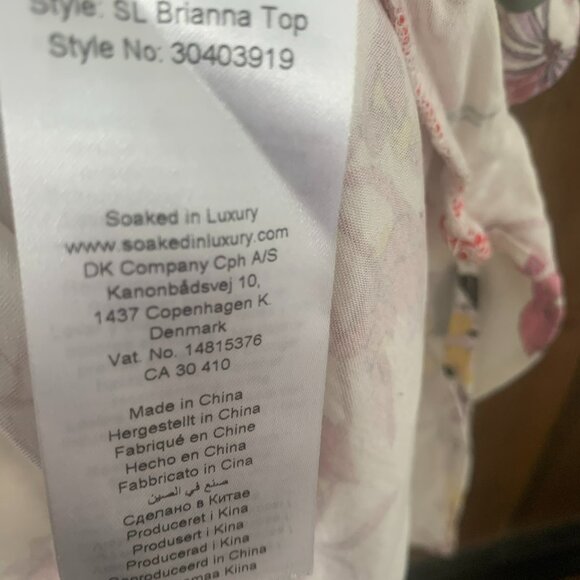 Style: SL Brianna Top
Style No: 30403919
Soaked in Luxury
www.soakedinluxury.com
DK Company Cph A/S
Kanonbådsvej 10,
1437 Copenhagen K
Denmark
Vat. No. 14815376
CA 30 410
Made in China
Hergestellt in China
Fabriqué en Chine
Hecho en China
Fabbricato in Cina
صنع في الصين
Сделано в Китае
Produceret i Kina
Produsert i Kina
Producerad i Kina
Geproduceerd in China
Kiina